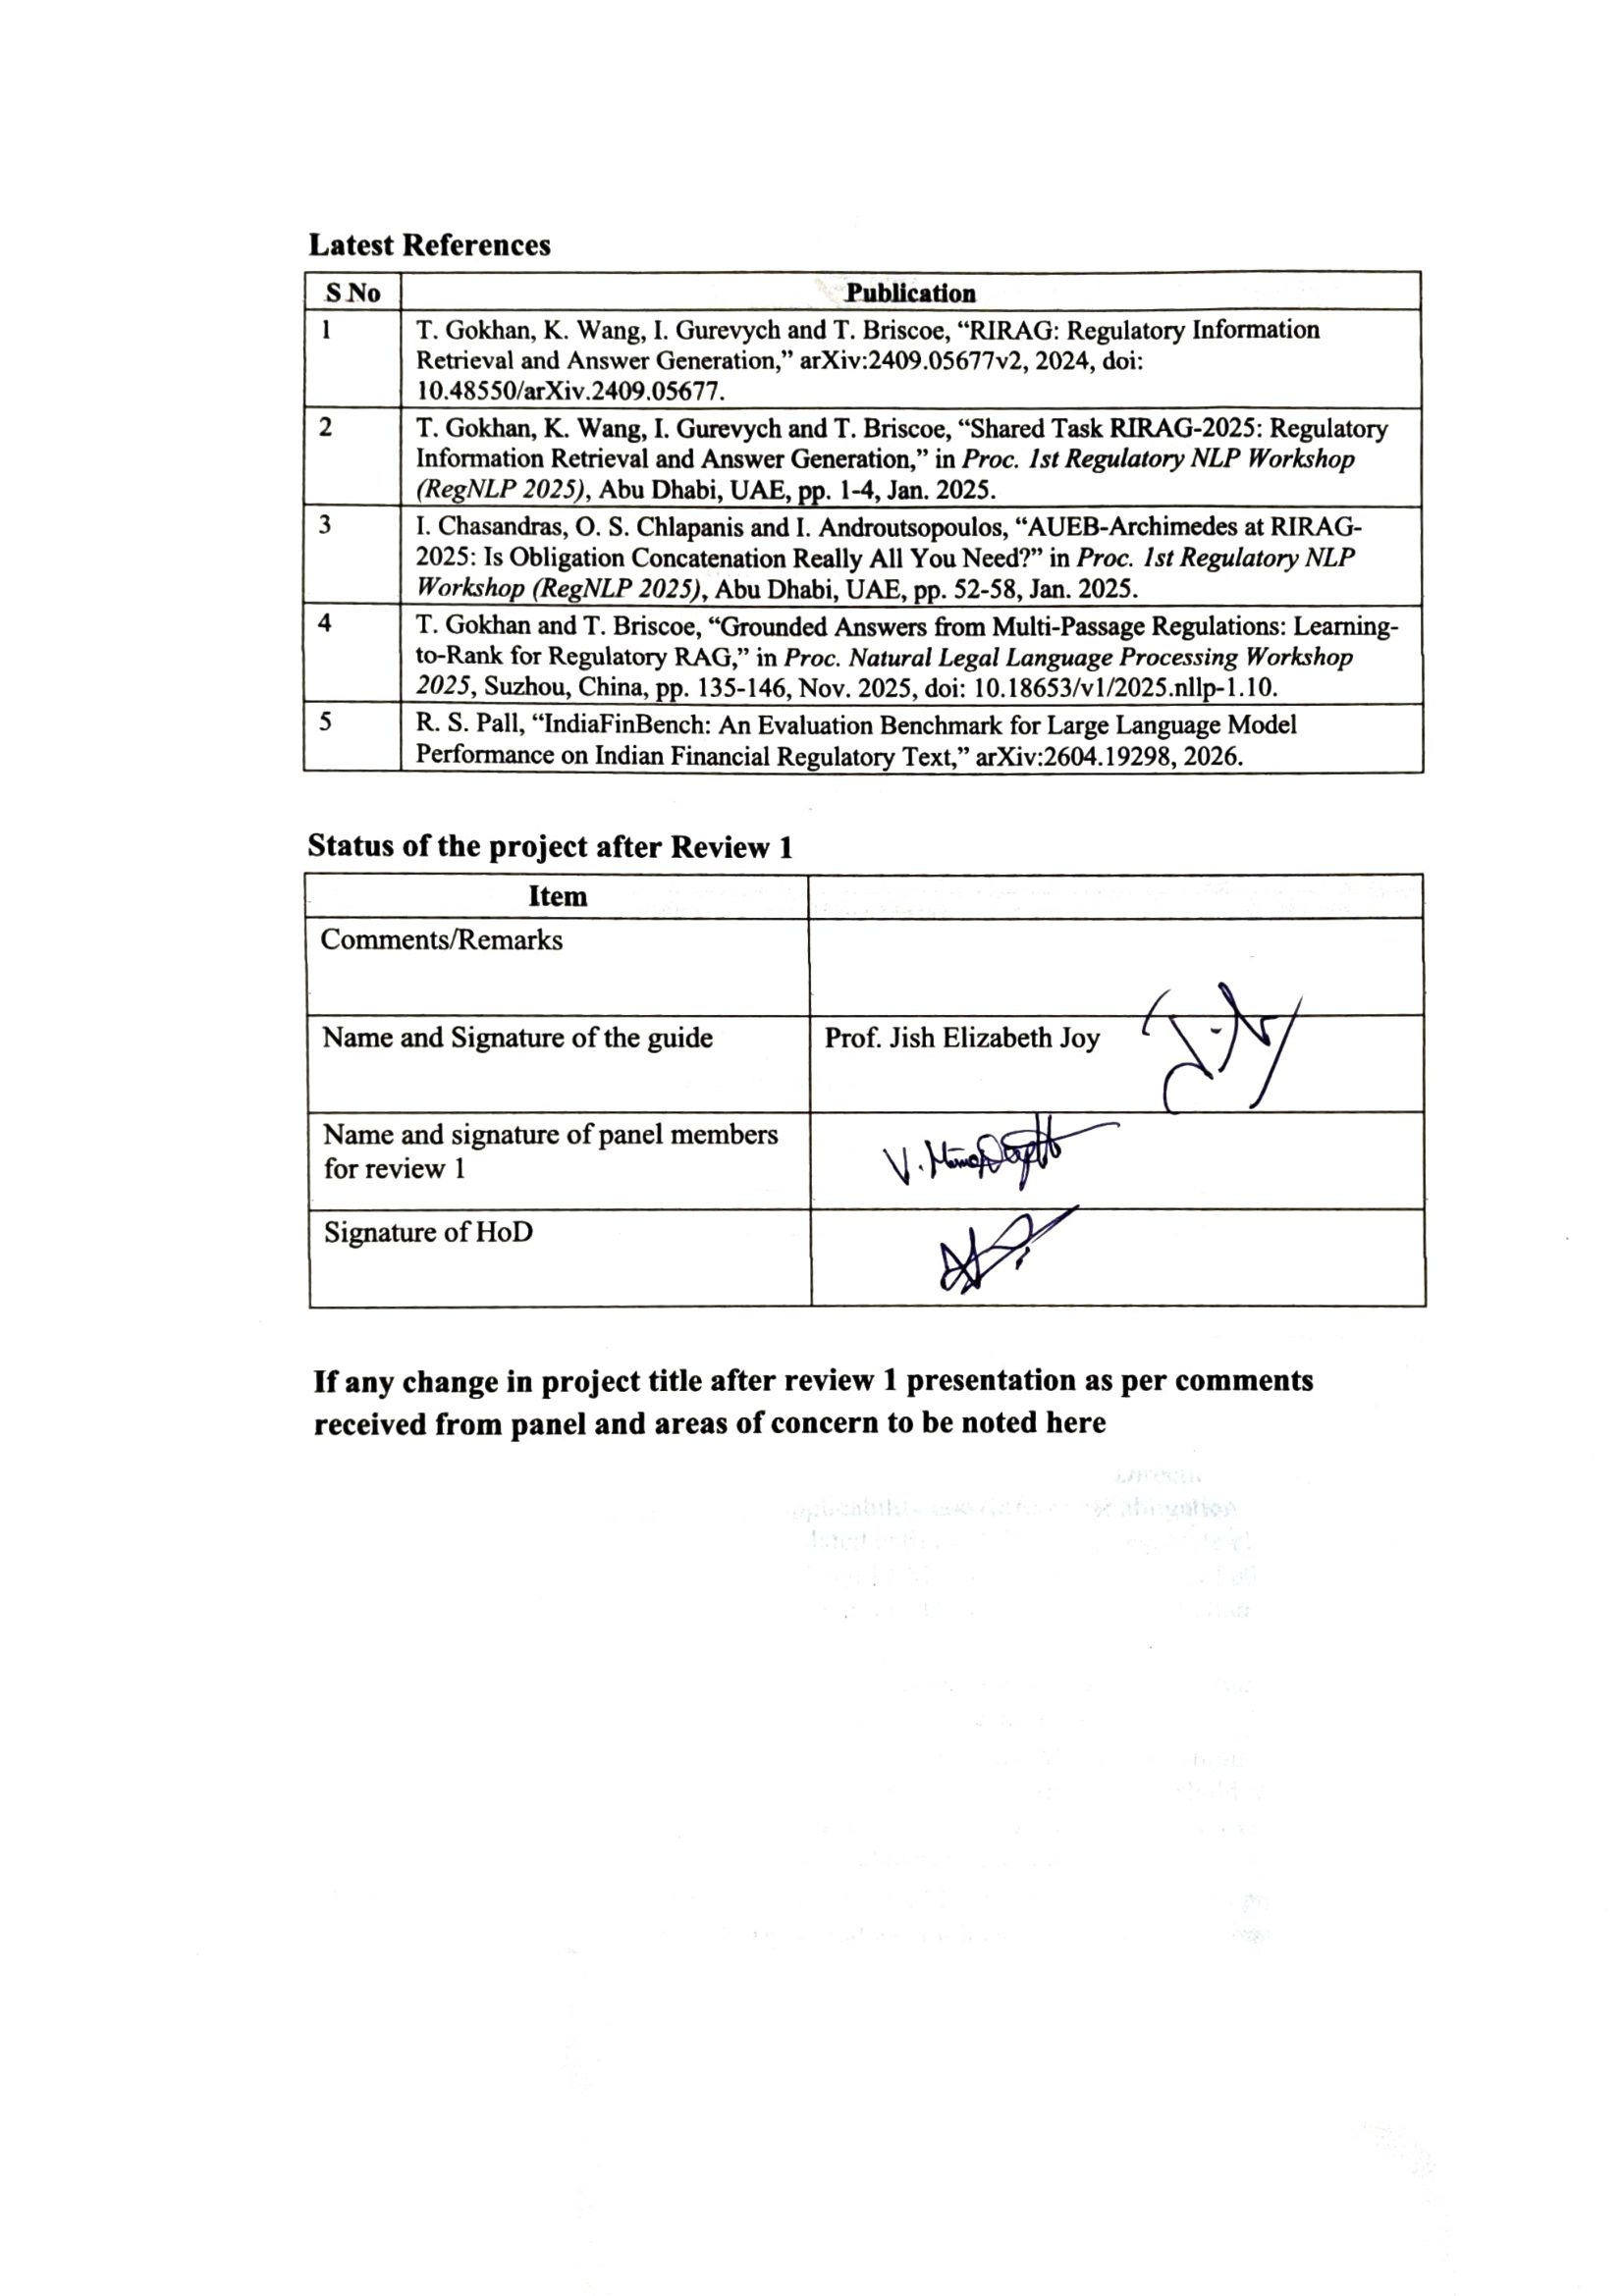 Latest References
S No Publication
1 T. Gokhan, K. Wang, I. Gurevych and T. Briscoe, “RIRAG: Regulatory Information
Retrieval and Answer Generation,” arXiv:2409.05677v2, 2024, doi:
10.48550/arXiv.2409.05677.
2 T. Gokhan, K. Wang, I. Gurevych and T. Briscoe, “Shared Task RIRAG-2025: Regulatory
Information Retrieval and Answer Generation,” in Proc. 1st Regulatory NLP Workshop
(RegNLP 2025), Abu Dhabi, UAE, pp. 1-4, Jan. 2025.
3 I. Chasandras, O. S. Chlapanis and I. Androutsopoulos, “AUEB-Archimedes at RIRAG-
2025: Is Obligation Concatenation Really All You Need?” in Proc. 1st Regulatory NLP
Workshop (RegNLP 2025), Abu Dhabi, UAE, pp. 52-58, Jan. 2025.
4 T. Gokhan and T. Briscoe, “Grounded Answers from Multi-Passage Regulations: Learning-
to-Rank for Regulatory RAG,” in Proc. Natural Legal Language Processing Workshop
2025, Suzhou, China, pp. 135-146, Nov. 2025, doi: 10.18653/v1/2025.nllp-1.10.
5 R. S. Pall, “IndiaFinBench: An Evaluation Benchmark for Large Language Model
Performance on Indian Financial Regulatory Text,” arXiv:2604.19298, 2026.
Status of the project after Review 1
Item
Comments/Remarks
Name and Signature of the guide Prof. Jish Elizabeth Joy
Name and signature of panel members
for review 1
V.
Signature of HoD
If any change in project title after review 1 presentation as per comments
received from panel and areas of concern to be noted here